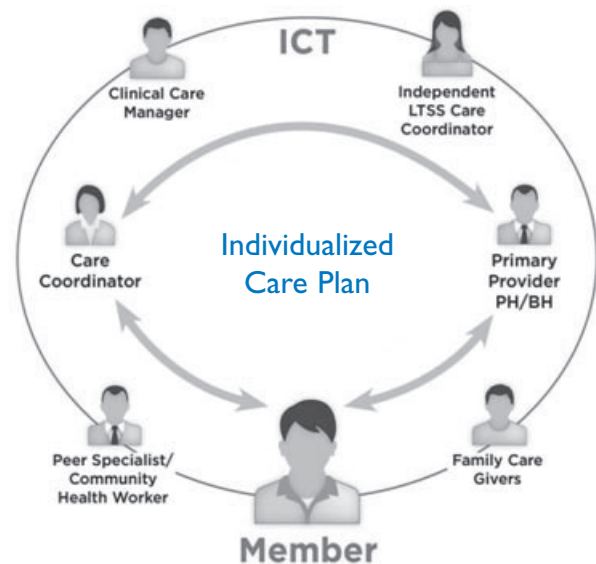 ICT
Clinical Care
Manager
Independent
LTSS Care
Coordinator
Care
Coordinator
Individualized
Care Plan
Primary
Provider
PH/BH
Peer Specialist/
Community
Health Worker
Family Care
Givers
Member